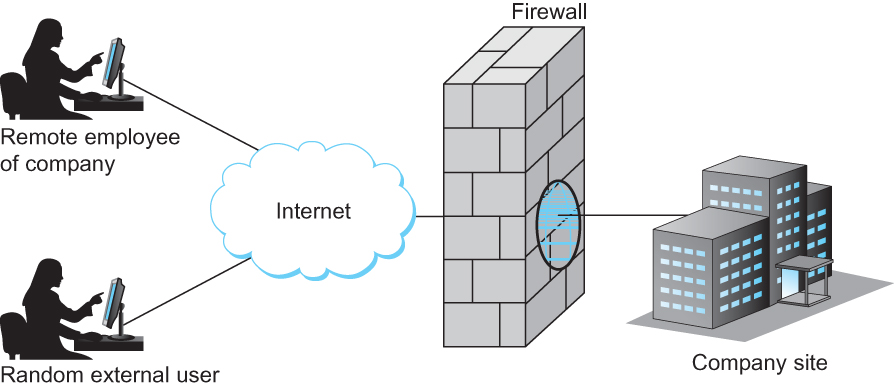 Firewall
Remote employee
of company
Internet
Random external user
Company site